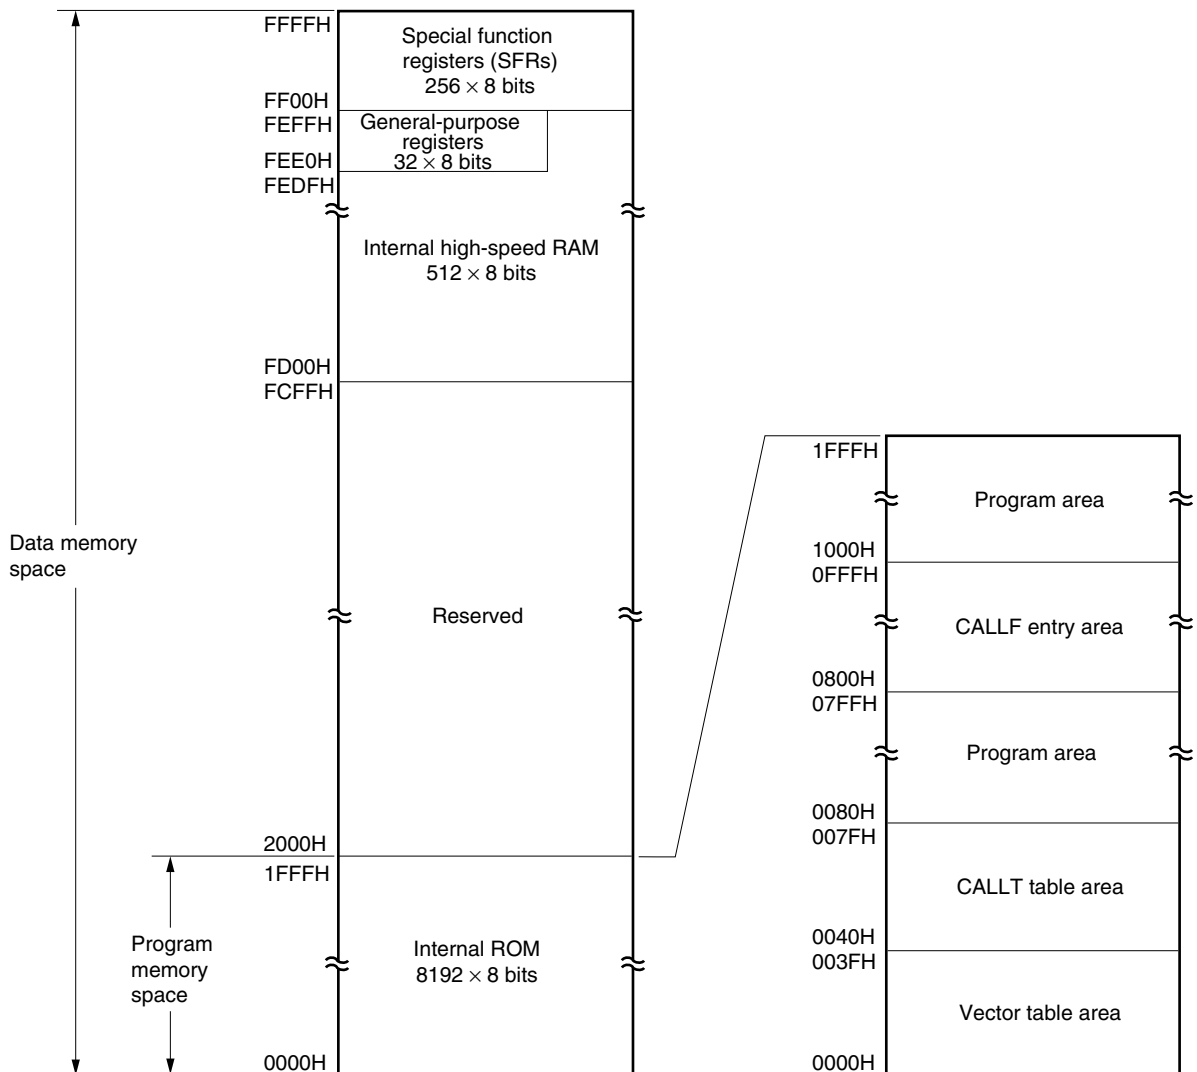 FFFFH
Special function
registers (SFRs)
256 × 8 bits
FF00H
FEFFH
General-purpose
registers
32 × 8 bits
FEE0H
FEDFH
Internal high-speed RAM
512 × 8 bits
FD00H
FCFFH
Data memory
space
Reserved
2000H
1FFFH
Program
memory
space
Internal ROM
8192 × 8 bits
0000H
1FFFH
Program area
1000H
0FFFH
CALLF entry area
0800H
07FFH
Program area
0080H
007FH
CALLT table area
0040H
003FH
Vector table area
0000H